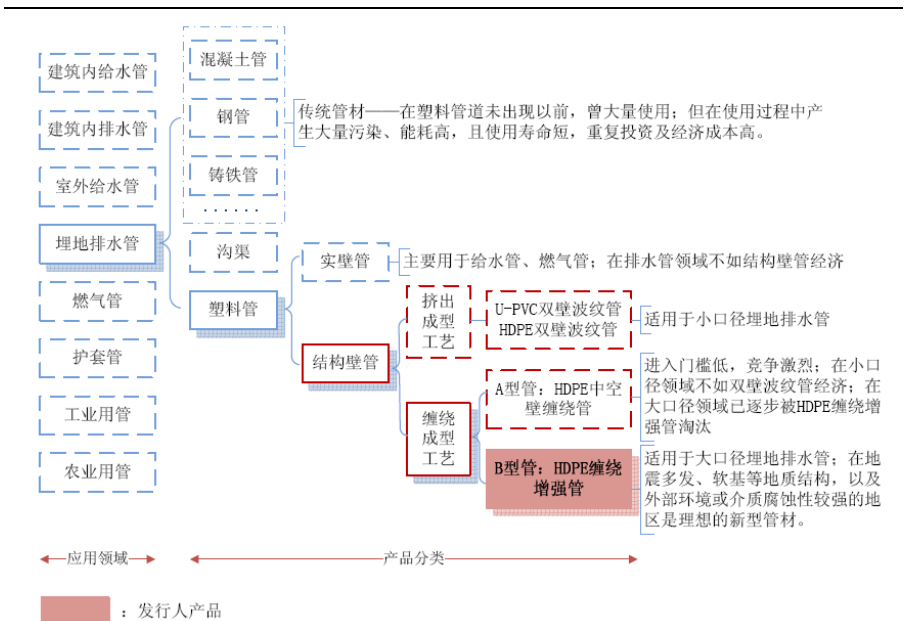 建筑内给水管
建筑内排水管
室外给水管
埋地排水管
燃气管
护套管
工业用管
农业用管
混凝土管
钢管
铸铁管
······
沟渠
塑料管
传统管材——在塑料管道未出现以前，曾大量使用；但在使用过程中产
生大量污染、能耗高，且使用寿命短，重复投资及经济成本高。
实壁管
主要用于给水管、燃气管；在排水管领域不如结构壁管经济
结构壁管
挤出
成型
工艺
U-PVC双壁波纹管
HDPE双壁波纹管
适用于小口径埋地排水管
缠绕
成型
工艺
A型管：HDPE中空
壁缠绕管
进入门槛低，竞争激烈；在小口
径领域不如双壁波纹管经济；在
大口径领域已逐步被HDPE缠绕增
强管淘汰
B型管：HDPE缠绕
增强管
适用于大口径埋地排水管；在地
震多发、软基等地质结构，以及
外部环境或介质腐蚀性较强的地
区是理想的新型管材。
应用领域
产品分类
：发行人产品